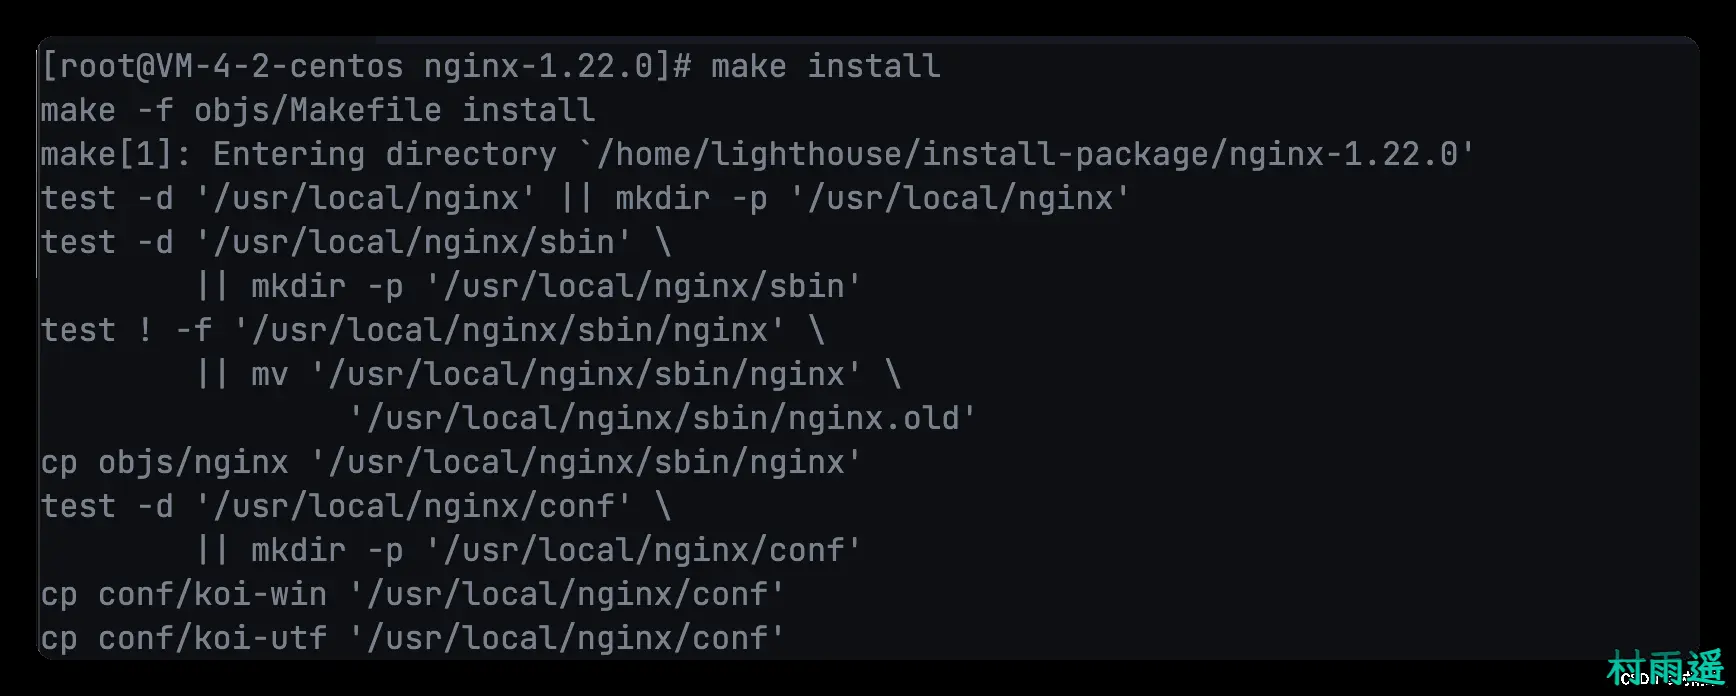 [root@VM-4-2-centos nginx-1.22.0]# make install
make -f objs/Makefile install
make[1]: Entering directory `/home/lighthouse/install-package/nginx-1.22.0'
test -d '/usr/local/nginx' || mkdir -p '/usr/local/nginx'
test -d '/usr/local/nginx/sbin' \
        || mkdir -p '/usr/local/nginx/sbin'
test ! -f '/usr/local/nginx/sbin/nginx' \
        || mv '/usr/local/nginx/sbin/nginx' \
                '/usr/local/nginx/sbin/nginx.old'
cp objs/nginx '/usr/local/nginx/sbin/nginx'
test -d '/usr/local/nginx/conf' \
        || mkdir -p '/usr/local/nginx/conf'
cp conf/koi-win '/usr/local/nginx/conf'
cp conf/koi-utf '/usr/local/nginx/conf'
村雨遥